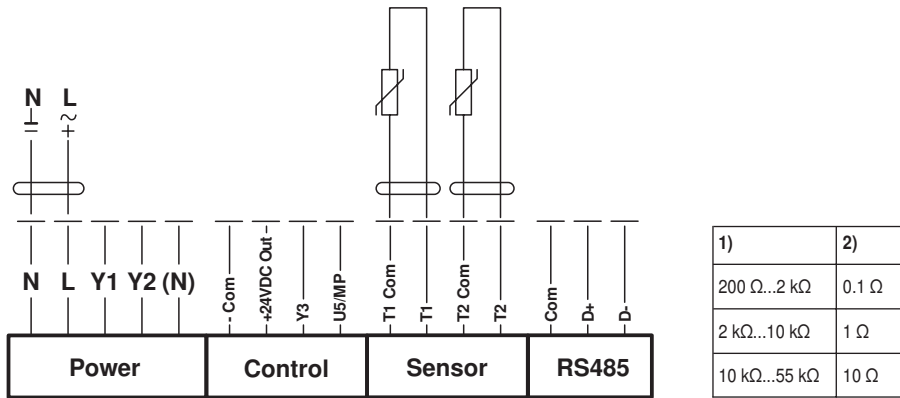 N L
N L Y1 Y2 (N)
- Com
+24VDC Out
Y3
U5/MP
T1 Com
T1
T2 Com
T2
Com
D+
D-
Power Control Sensor RS485
1) 2)
200 Ω...2 kΩ 0.1 Ω
2 kΩ...10 kΩ 1 Ω
10 kΩ...55 kΩ 10 Ω